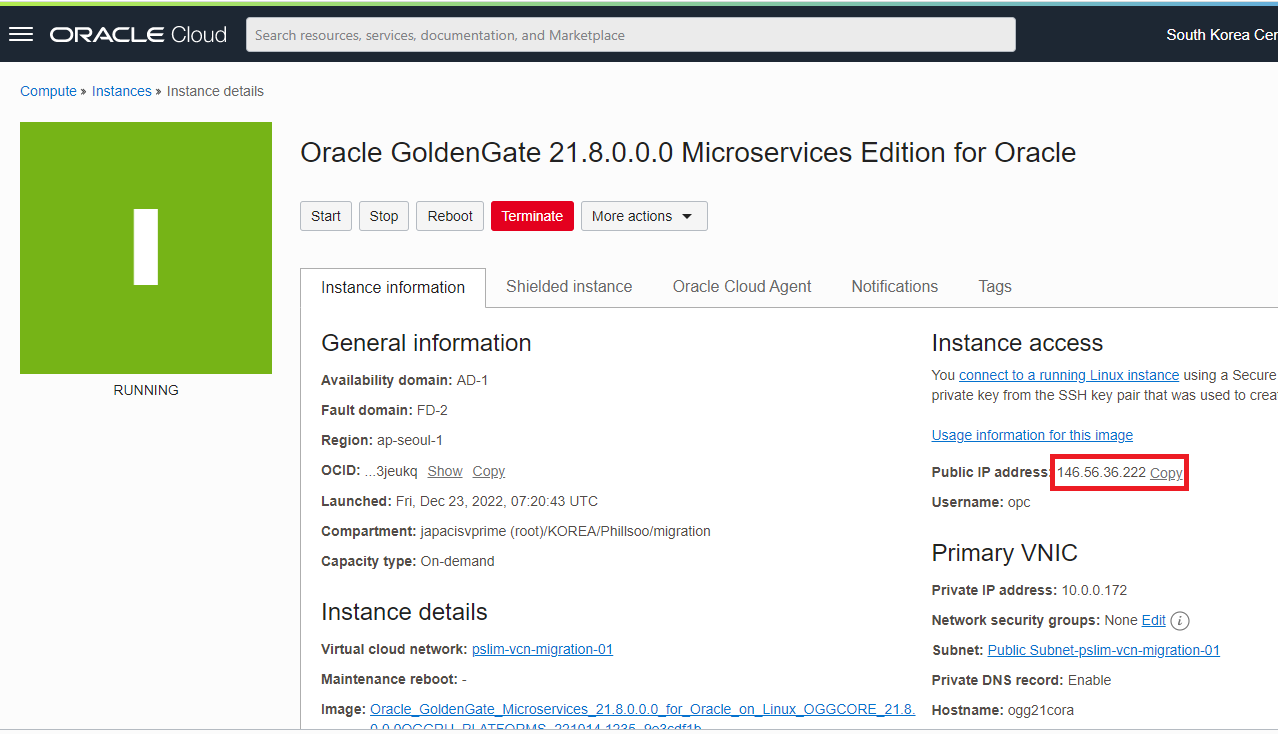 ORACLE Cloud
Search resources, services, documentation, and Marketplace
South Korea Cen
Compute » Instances » Instance details
RUNNING
Oracle GoldenGate 21.8.0.0.0 Microservices Edition for Oracle
Start Stop Reboot Terminate More actions
Instance information Shielded instance Oracle Cloud Agent Notifications Tags
General information
Availability domain: AD-1
Fault domain: FD-2
Region: ap-seoul-1
OCID: ...3jeukq Show Copy
Launched: Fri, Dec 23, 2022, 07:20:43 UTC
Compartment: japacisvprime (root)/KOREA/Phillsoo/migration
Capacity type: On-demand
Instance details
Virtual cloud network: pslim-vcn-migration-01
Maintenance reboot: -
Image: Oracle_GoldenGate_Microservices_21.8.0.0.0_for_Oracle_on_Linux_OGGCORE_21.8.
Instance access
You connect to a running Linux instance using a Secure
private key from the SSH key pair that was used to crea
Usage information for this image
Public IP address: 146.56.36.222 Copy
Username: opc
Primary VNIC
Private IP address: 10.0.0.172
Network security groups: None Edit i
Subnet: Public Subnet-pslim-vcn-migration-01
Private DNS record: Enable
Hostname: ogg21cora